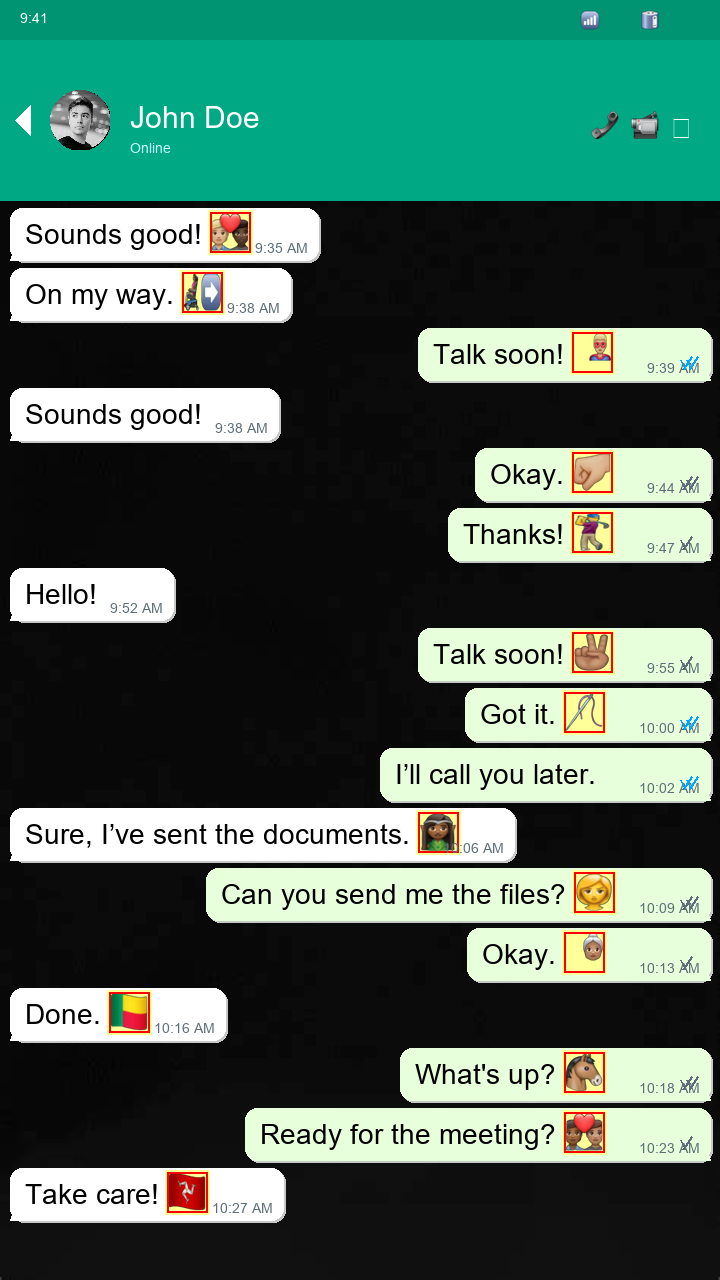 9:41
John Doe
Online
Sounds good! 9:35 AM
On my way. 9:38 AM
Talk soon! 9:39 AM
Sounds good! 9:38 AM
Okay. 9:44 AM
Thanks! 9:47 AM
Hello! 9:52 AM
Talk soon! 9:55 AM
Got it. 10:00 AM
I’ll call you later. 10:02 AM
Sure, I’ve sent the documents. :06 AM
Can you send me the files? 10:09 AM
Okay. 10:13 AM
Done. 10:16 AM
What's up? 10:18 AM
Ready for the meeting? 10:23 AM
Take care! 10:27 AM